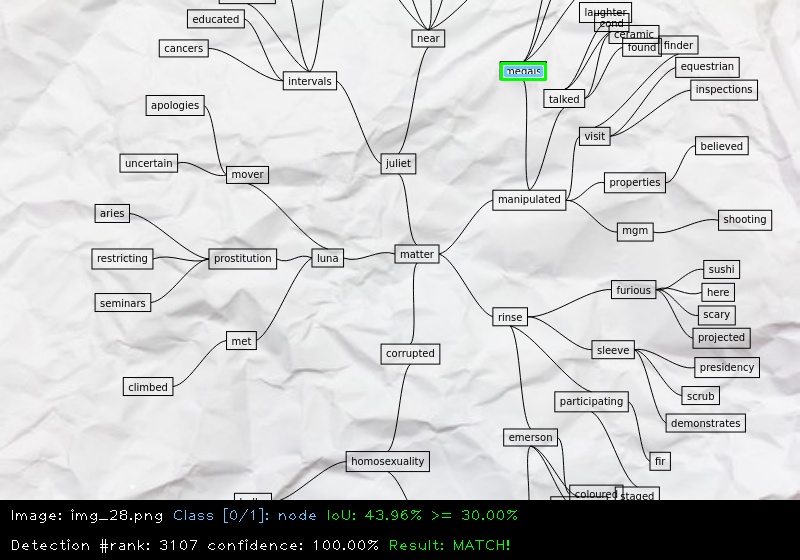 laughter
ceramic
educated
near
found
finder
cancers
equestrian
intervals
talked
inspections
apologies
visit
believed
uncertain
juliet
mover
properties
manipulated
aries
shooting
mgm
matter
restricting
prostitution
luna
sushi
furious
here
seminars
scary
rinse
projected
met
sleeve
corrupted
presidency
climbed
scrub
participating
demonstrates
emerson
homosexuality
fir
coloured
staged
Image: img_28.png Class [0/1]: node IoU: 43.96% >= 30.00%
Detection #rank: 3107 confidence: 100.00% Result: MATCH!